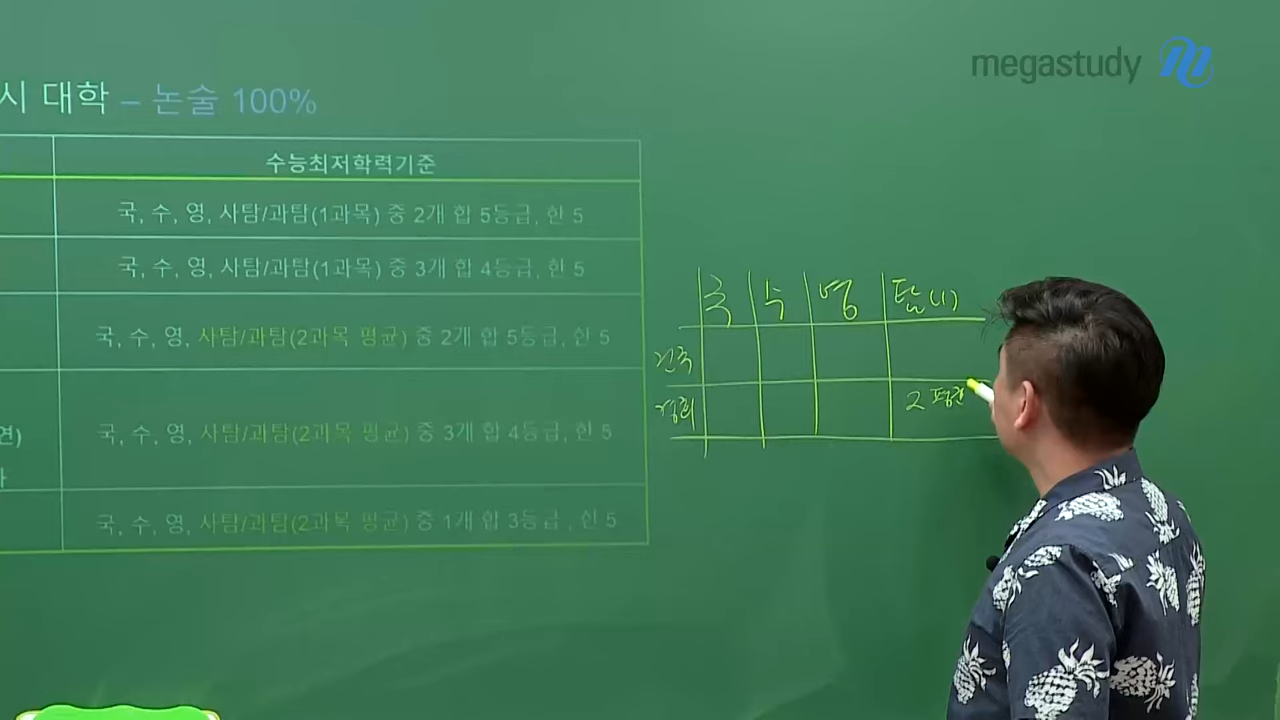 megastudy
시 대학 – 논술 100%
수능최저학력기준
국, 수, 영, 사탐/과탐(1과목) 중 2개 합 5등급, 한 5
국, 수, 영, 사탐/과탐(1과목) 중 3개 합 4등급, 한 5
국, 수, 영, 사탐/과탐(2과목 평균) 중 2개 합 5등급, 한 5
연)
국, 수, 영, 사탐/과탐(2과목 평균) 중 3개 합 4등급, 한 5
국, 수, 영, 사탐/과탐(2과목 평균) 중 1개 합 3등급, 한 5
국 수 영 탐(1)
건국
경희 2 평균